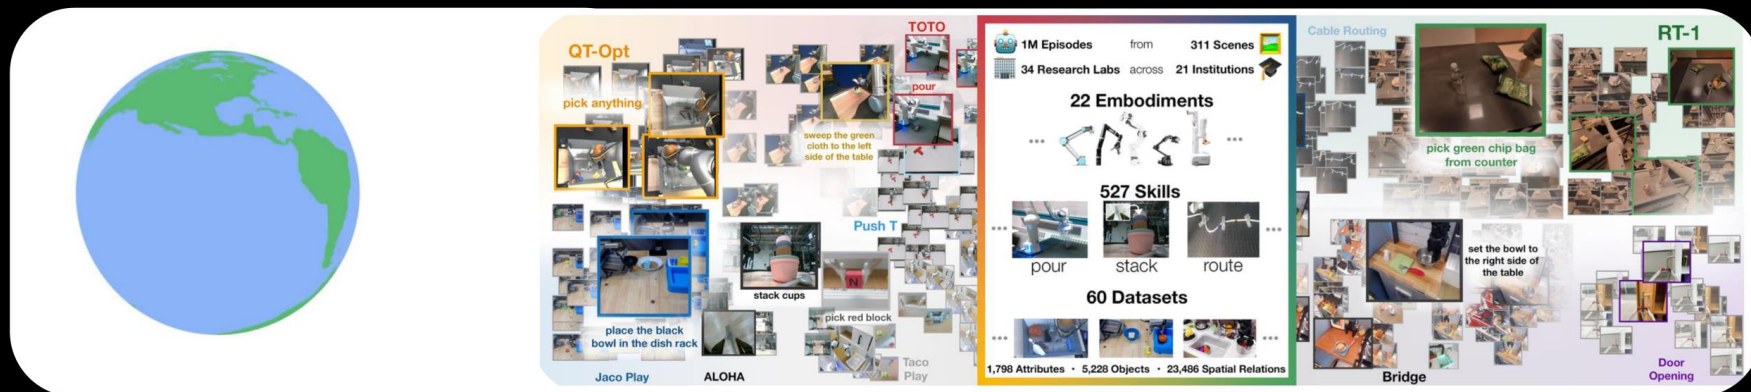 QT-Opt
pick anything
sweep the green
cloth to the left
side of the table
TOTO
pour
Push T
stack cups
pick red block
place the black
bowl in the dish rack
Jaco Play
ALOHA
Taco
Play
1M Episodes from 311 Scenes
34 Research Labs across 21 Institutions
22 Embodiments
527 Skills
pour stack route
60 Datasets
1,798 Attributes • 5,228 Objects • 23,486 Spatial Relations
Cable Routing
RT-1
pick green chip bag
from counter
set the bowl to
the right side of
the table
Bridge
Door
Opening